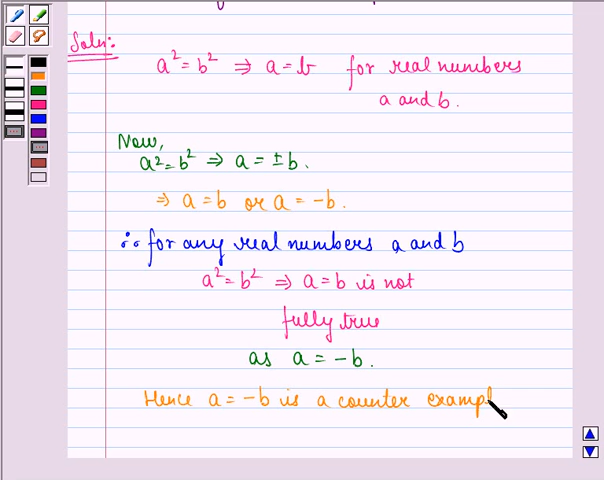 Soln:
a² = b² ⇒ a = b for real numbers
a and b.
Now,
a² = b² ⇒ a = ± b.
⇒ a = b or a = -b.
∴ for any real numbers a and b
a² = b² ⇒ a = b is not
fully true
as a = -b.
Hence a = -b is a counter exampl